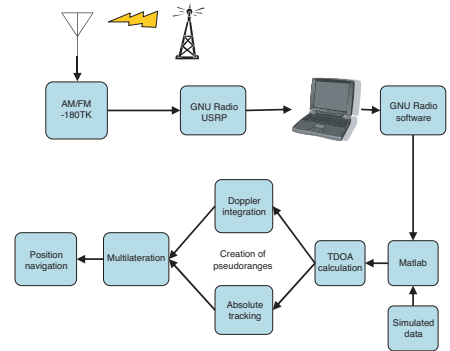 AM/FM
-180TK
GNU Radio
USRP
GNU Radio
software
Doppler
integration
Position
navigation
Multilateration
Creation of
pseudoranges
TDOA
calculation
Matlab
Absolute
tracking
Simulated
data